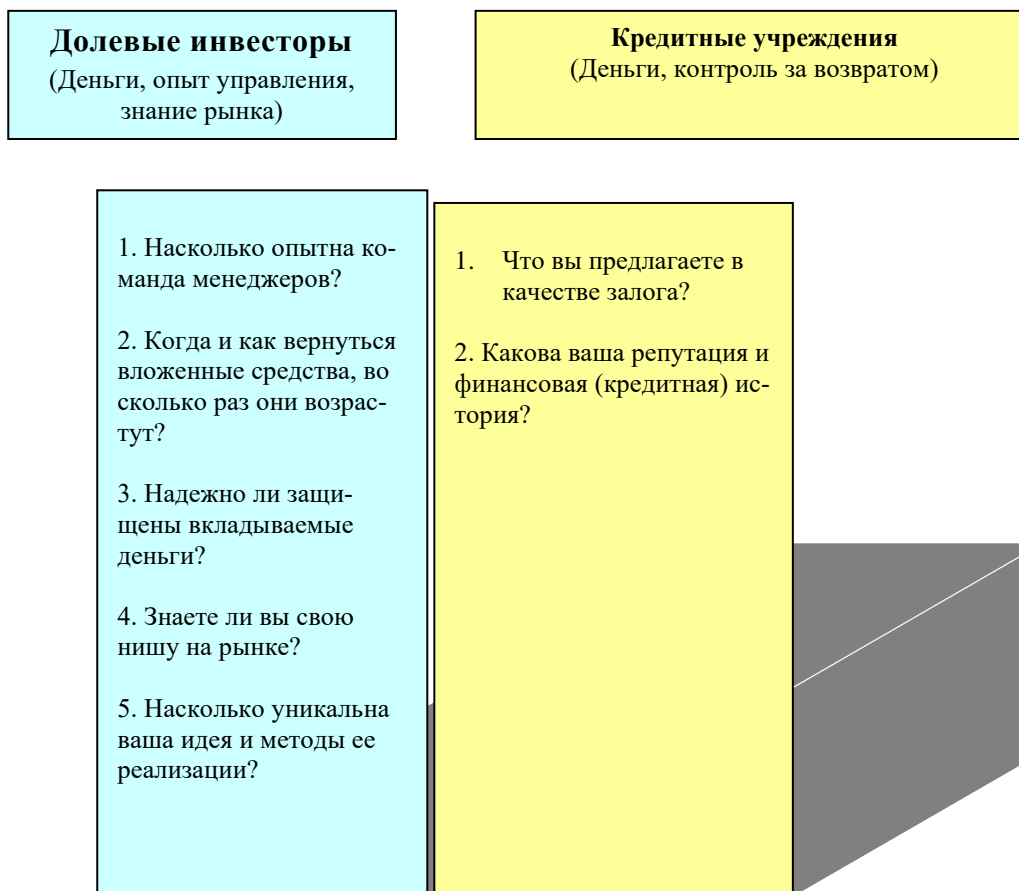 Долевые инвесторы
(Деньги, опыт управления,
знание рынка)
Кредитные учреждения
(Деньги, контроль за возвратом)
1. Насколько опытна ко-
манда менеджеров?
2. Когда и как вернуться
вложенные средства, во
сколько раз они возрас-
тут?
3. Надежно ли защи-
щены вкладываемые
деньги?
4. Знаете ли вы свою
нишу на рынке?
5. Насколько уникальна
ваша идея и методы ее
реализации?
1. Что вы предлагаете в
качестве залога?
2. Какова ваша репутация и
финансовая (кредитная) ис-
тория?